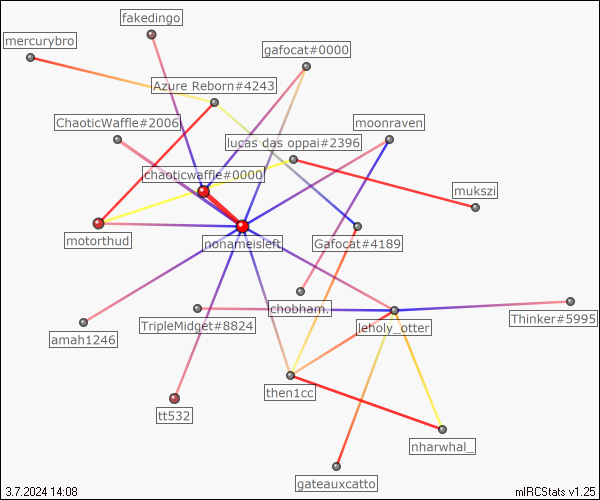 fakedingo
mercurybro
gafocat#0000
Azure Reborn#4243
ChaoticWaffle#2006
moonraven
lucas das oppai#2396
chaoticwaffle#0000
mukszi
motorthud
nonameisleft
Gafocat#4189
chobham.
TripleMidget#8824
leholy_otter
Thinker#5995
amah1246
then1cc
tt532
nharwhal_
gateauxcatto
3.7.2024 14:08
mIRCStats v1.25